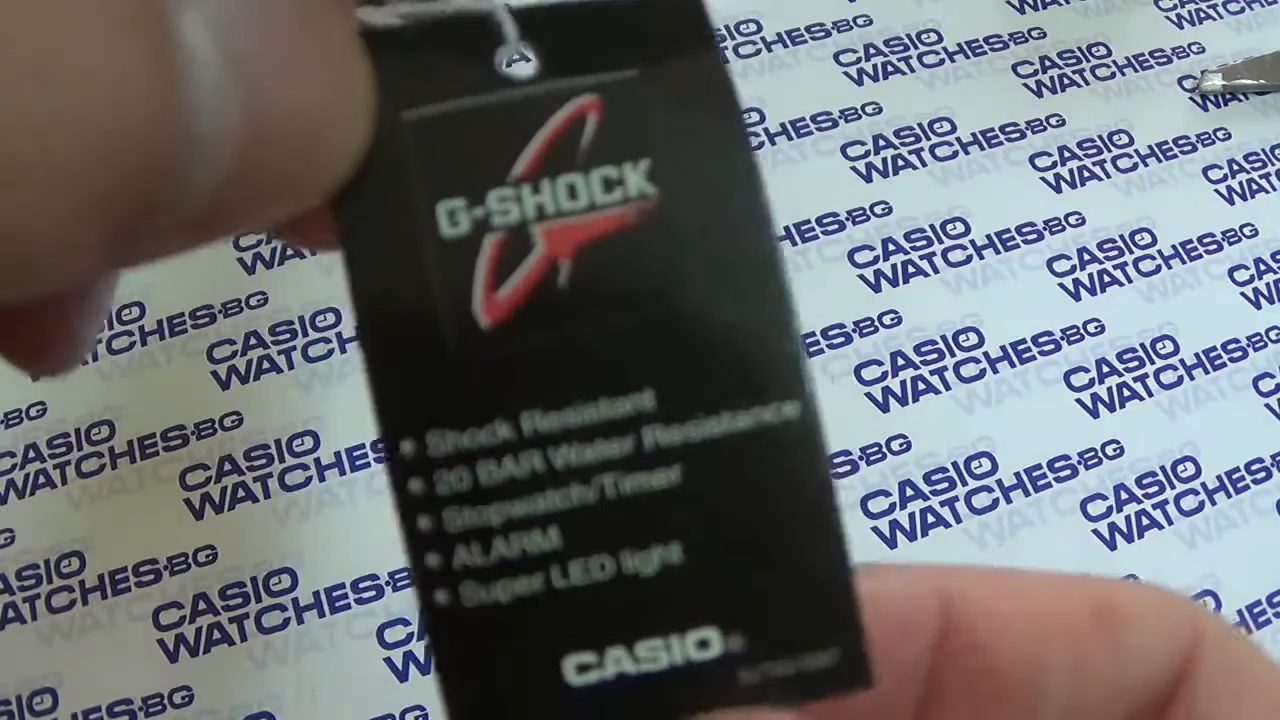 G-SHOCK
• Shock Resistant
• 20 BAR Water Resistance
• Stopwatch/Timer
• ALARM
• Super LED light
CASIO®
CASIO
WATCHES·BG